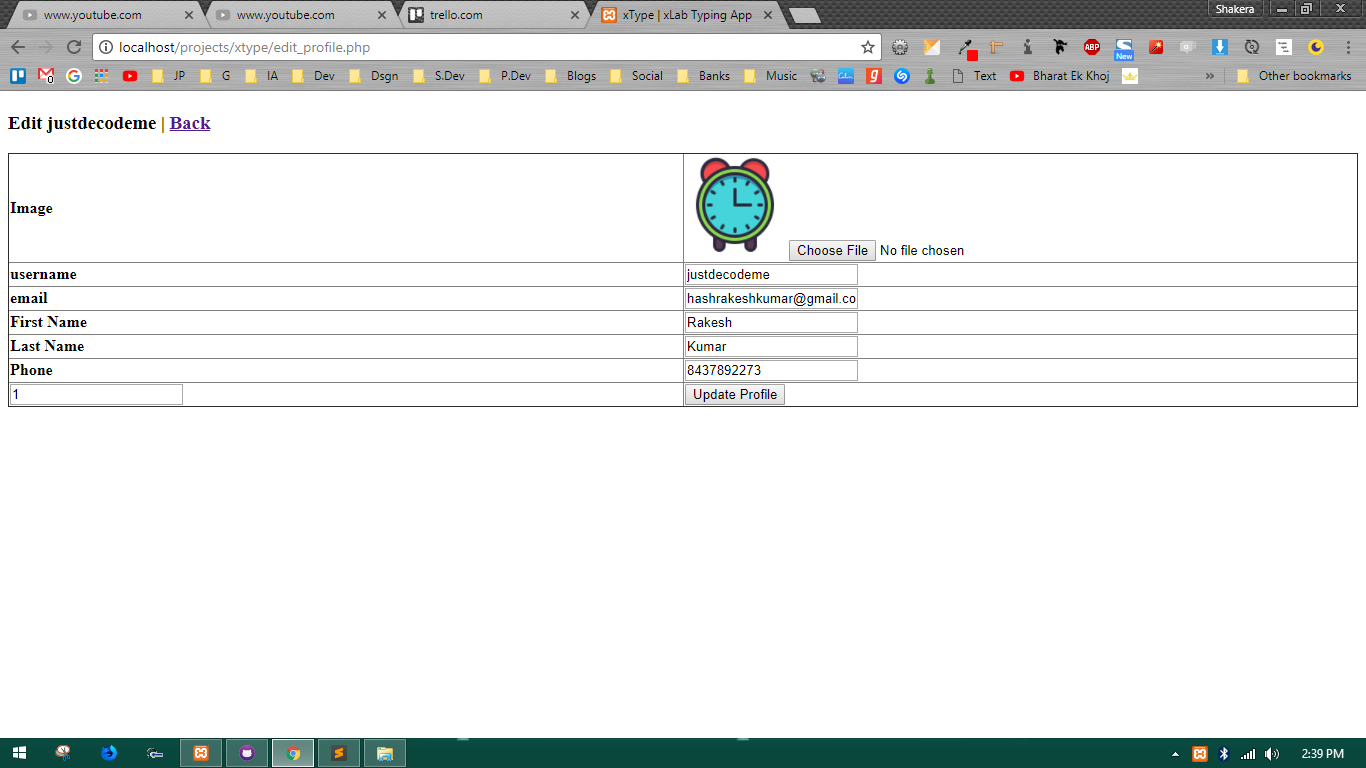 Shakera
www.youtube.com www.youtube.com trello.com xType | xLab Typing App
localhost/projects/xtype/edit_profile.php ABP New
JP G IA Dev Dsgn S.Dev P.Dev Blogs Social Banks Music Text Bharat Ek Khoj » Other bookmarks
Edit justdecodeme | Back
Image Choose File No file chosen
username justdecodeme
email hashrakeshkumar@gmail.co
First Name Rakesh
Last Name Kumar
Phone 8437892273
1 Update Profile
2:39 PM